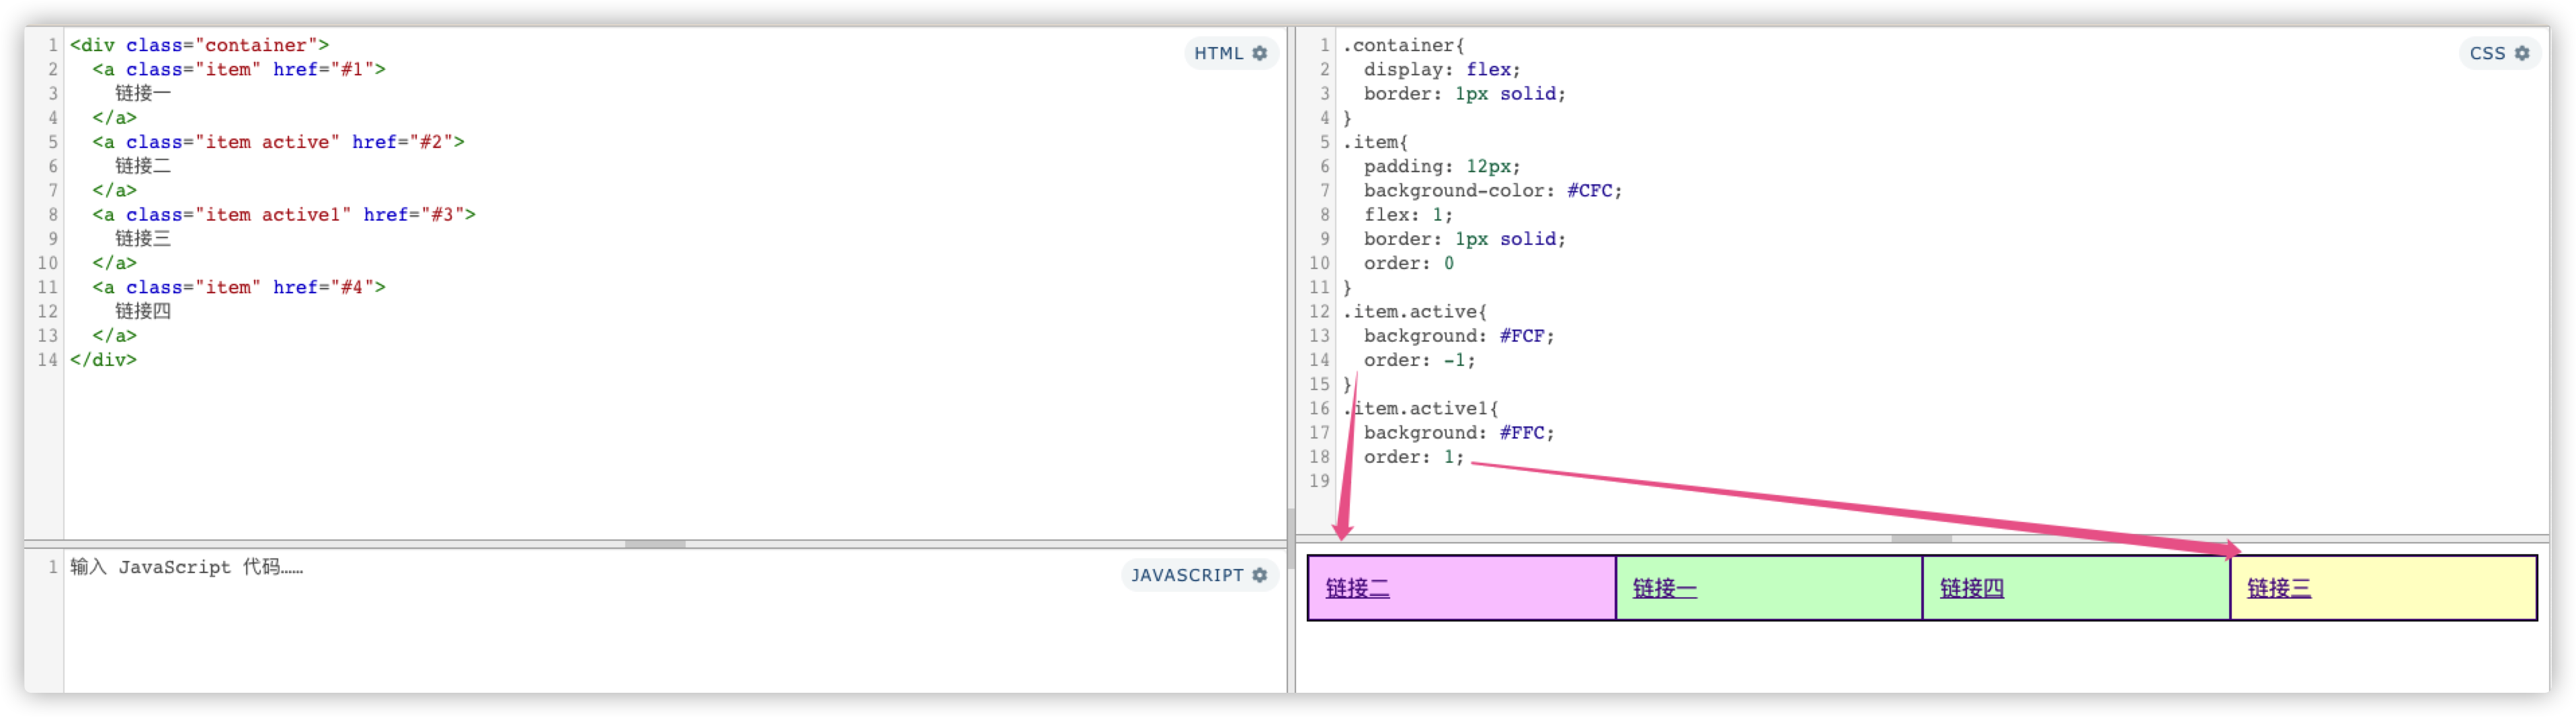 HTML
1 <div class="container">
2 <a class="item" href="#1">
3 链接一
4 </a>
5 <a class="item active" href="#2">
6 链接二
7 </a>
8 <a class="item active1" href="#3">
9 链接三
10 </a>
11 <a class="item" href="#4">
12 链接四
13 </a>
14 </div>
CSS
1 .container{
2 display: flex;
3 border: 1px solid;
4 }
5 .item{
6 padding: 12px;
7 background-color: #CFC;
8 flex: 1;
9 border: 1px solid;
10 order: 0
11 }
12 .item.active{
13 background: #FCF;
14 order: -1;
15 }
16 .item.active1{
17 background: #FFC;
18 order: 1;
19
JAVASCRIPT
1 输入 JavaScript 代码……
链接二 链接一 链接四 链接三